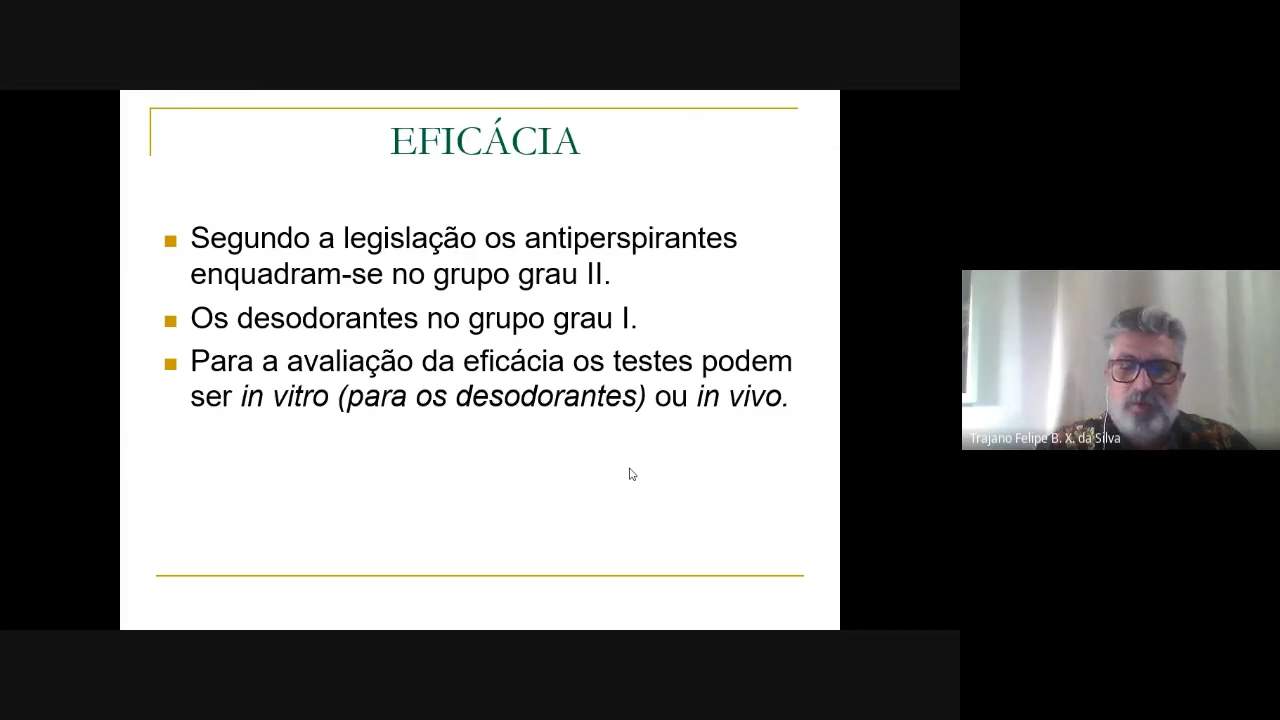 EFICÁCIA
Segundo a legislação os antiperspirantes
enquadram-se no grupo grau II.
Os desodorantes no grupo grau I.
Para a avaliação da eficácia os testes podem
ser in vitro (para os desodorantes) ou in vivo.
Trajano Felipe B. X. da Silva